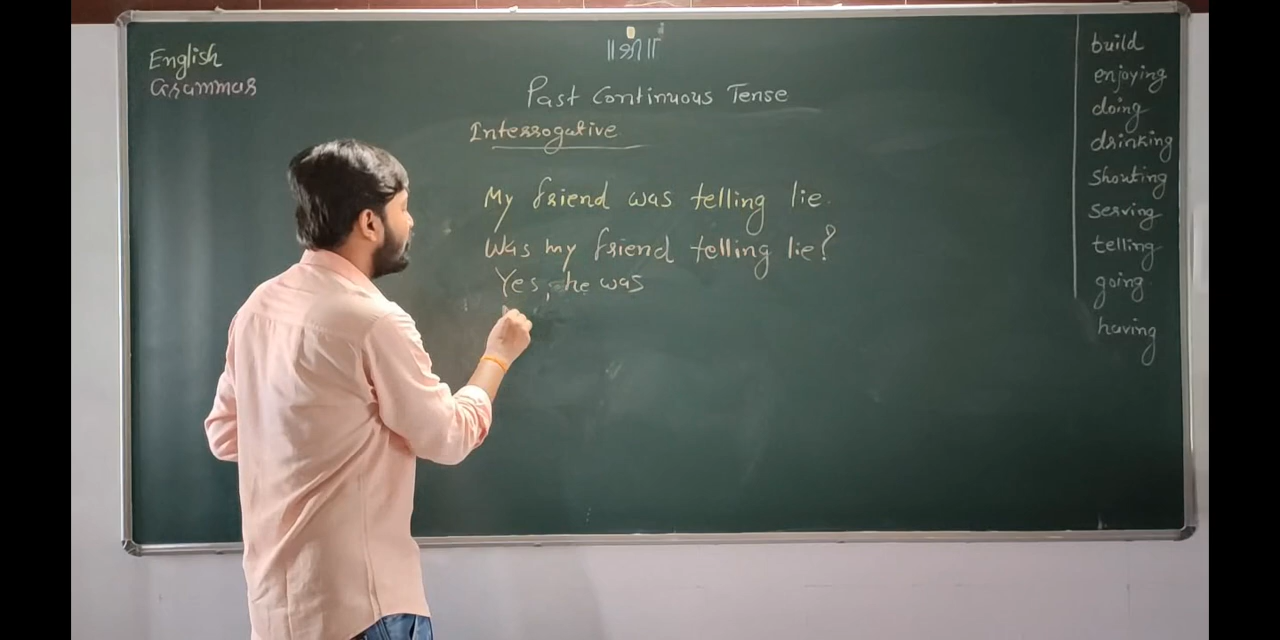 ॥श्री॥
English
Grammar
Past Continuous Tense
Interrogative
My friend was telling lie.
Was my friend telling lie?
Yes, he was
build
enjoying
doing
drinking
shouting
serving
telling
going
having